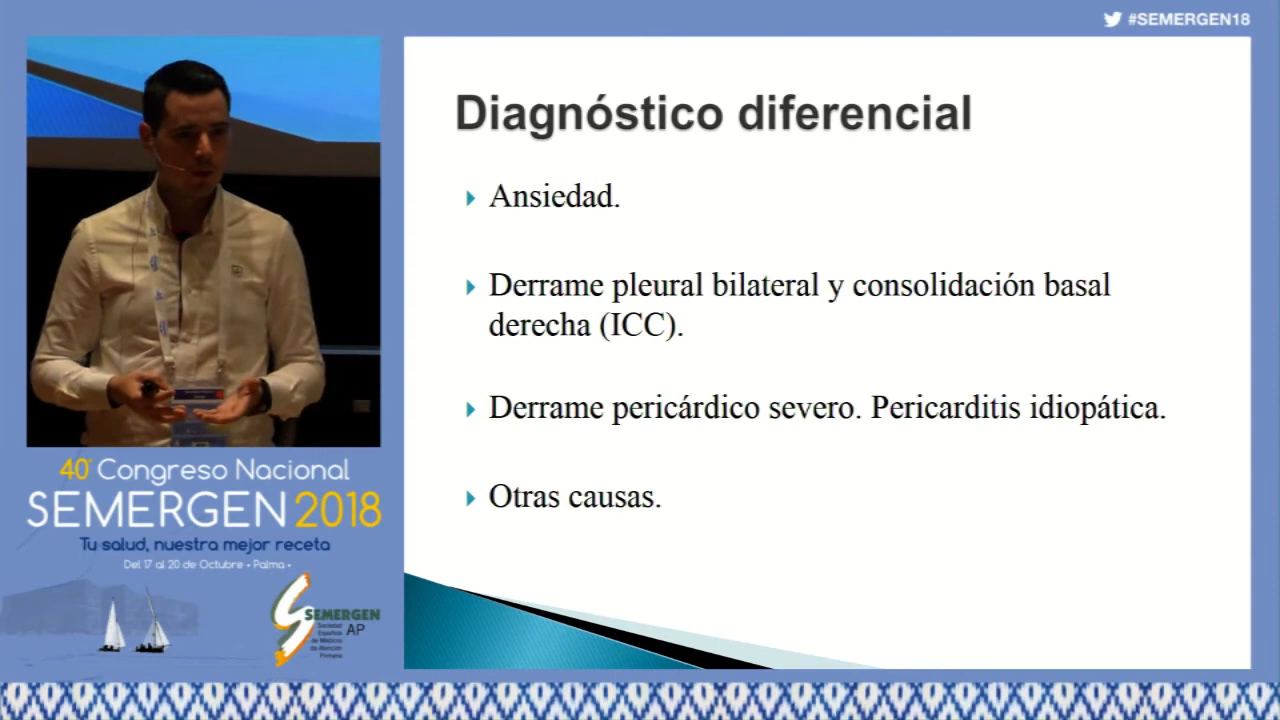 #SEMERGEN18
Diagnóstico diferencial
Ansiedad.
Derrame pleural bilateral y consolidación basal
derecha (ICC).
Derrame pericárdico severo. Pericarditis idiopática.
Otras causas.
40º Congreso Nacional
SEMERGEN 2018
Tu salud, nuestra mejor receta
Del 17 al 20 de Octubre • Palma •
SEMERGEN
AP
Sociedad
Española
de Médicos
de Atención
Primaria